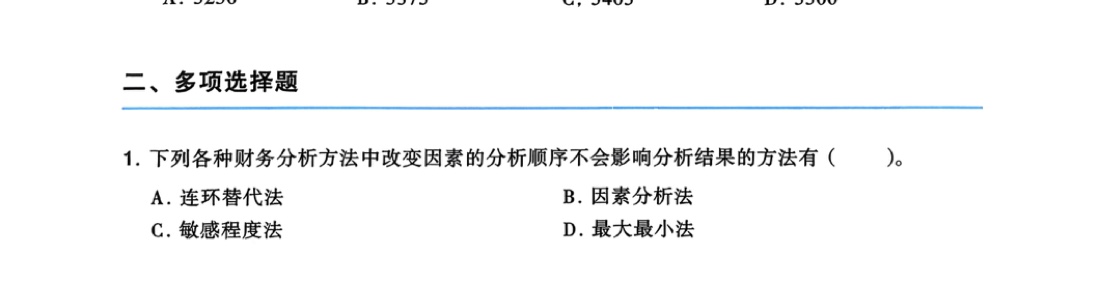 二、多项选择题
1. 下列各种财务分析方法中改变因素的分析顺序不会影响分析结果的方法有（　　）。
A. 连环替代法 B. 因素分析法
C. 敏感程度法 D. 最大最小法